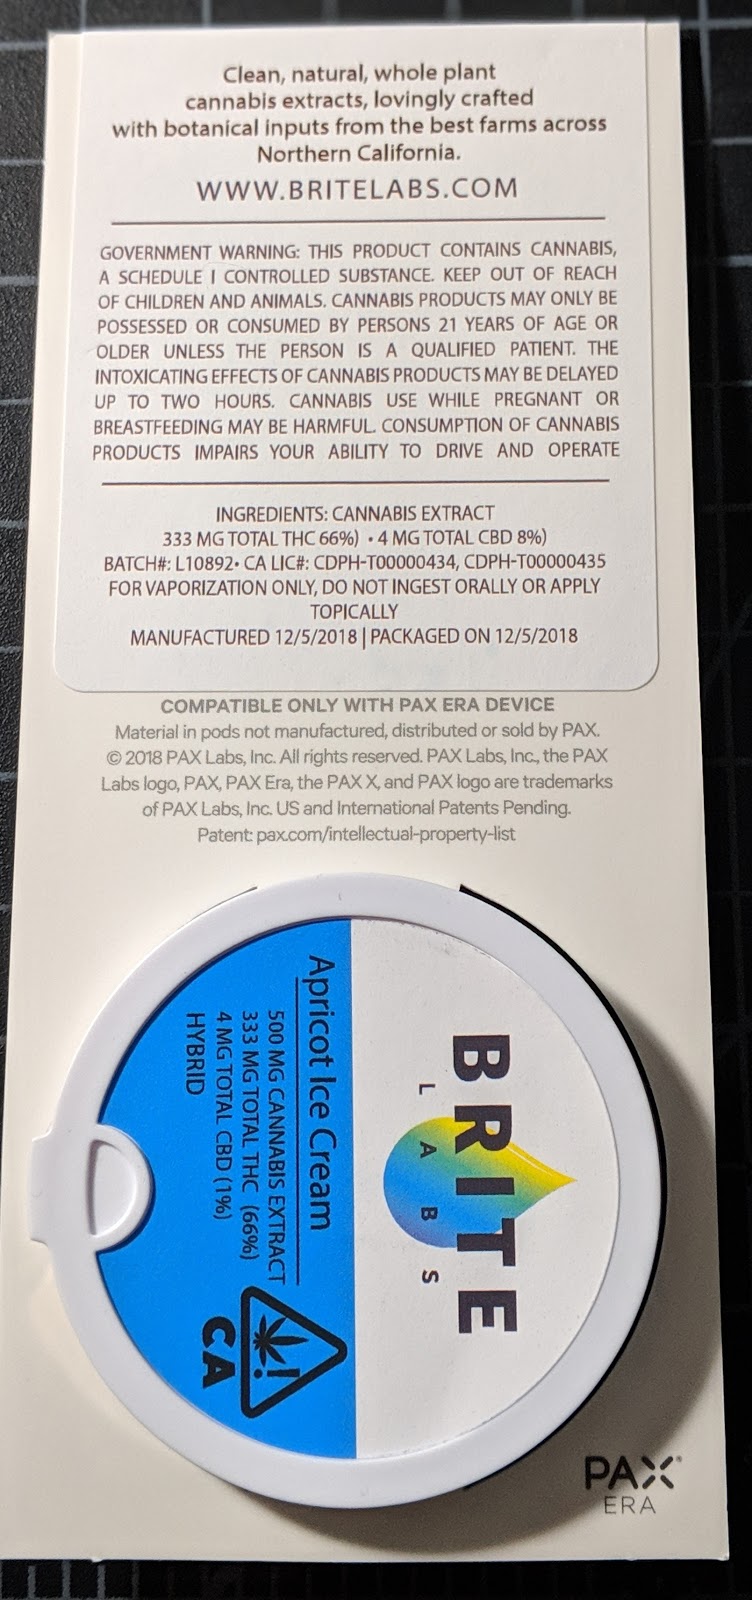 Clean, natural, whole plant
cannabis extracts, lovingly crafted
with botanical inputs from the best farms across
Northern California.
WWW.BRITELABS.COM
GOVERNMENT WARNING: THIS PRODUCT CONTAINS CANNABIS,
A SCHEDULE I CONTROLLED SUBSTANCE. KEEP OUT OF REACH
OF CHILDREN AND ANIMALS. CANNABIS PRODUCTS MAY ONLY BE
POSSESSED OR CONSUMED BY PERSONS 21 YEARS OF AGE OR
OLDER UNLESS THE PERSON IS A QUALIFIED PATIENT. THE
INTOXICATING EFFECTS OF CANNABIS PRODUCTS MAY BE DELAYED
UP TO TWO HOURS. CANNABIS USE WHILE PREGNANT OR
BREASTFEEDING MAY BE HARMFUL. CONSUMPTION OF CANNABIS
PRODUCTS IMPAIRS YOUR ABILITY TO DRIVE AND OPERATE
INGREDIENTS: CANNABIS EXTRACT
333 MG TOTAL THC 66%) • 4 MG TOTAL CBD 8%)
BATCH#: L10892• CA LIC#: CDPH-T00000434, CDPH-T00000435
FOR VAPORIZATION ONLY, DO NOT INGEST ORALLY OR APPLY
TOPICALLY
MANUFACTURED 12/5/2018 | PACKAGED ON 12/5/2018
COMPATIBLE ONLY WITH PAX ERA DEVICE
Material in pods not manufactured, distributed or sold by PAX.
© 2018 PAX Labs, Inc. All rights reserved. PAX Labs, Inc., the PAX
Labs logo, PAX, PAX Era, the PAX X, and PAX logo are trademarks
of PAX Labs, Inc. US and International Patents Pending.
Patent: pax.com/intellectual-property-list
BRITE
LABS
Apricot Ice Cream
500 MG CANNABIS EXTRACT
333 MG TOTAL THC (66%)
4 MG TOTAL CBD (1%)
HYBRID
!
CA
PAX®
ERA